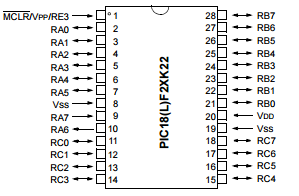 MCLR/VPP/RE3 1 28 RB7
RA0 2 27 RB6
RA1 3 26 RB5
RA2 4 25 RB4
RA3 5 24 RB3
RA4 6 23 RB2
RA5 7 22 RB1
VSS 8 21 RB0
RA7 9 20 VDD
RA6 10 19 VSS
RC0 11 18 RC7
RC1 12 17 RC6
RC2 13 16 RC5
RC3 14 15 RC4
PIC18(L)F2XK22